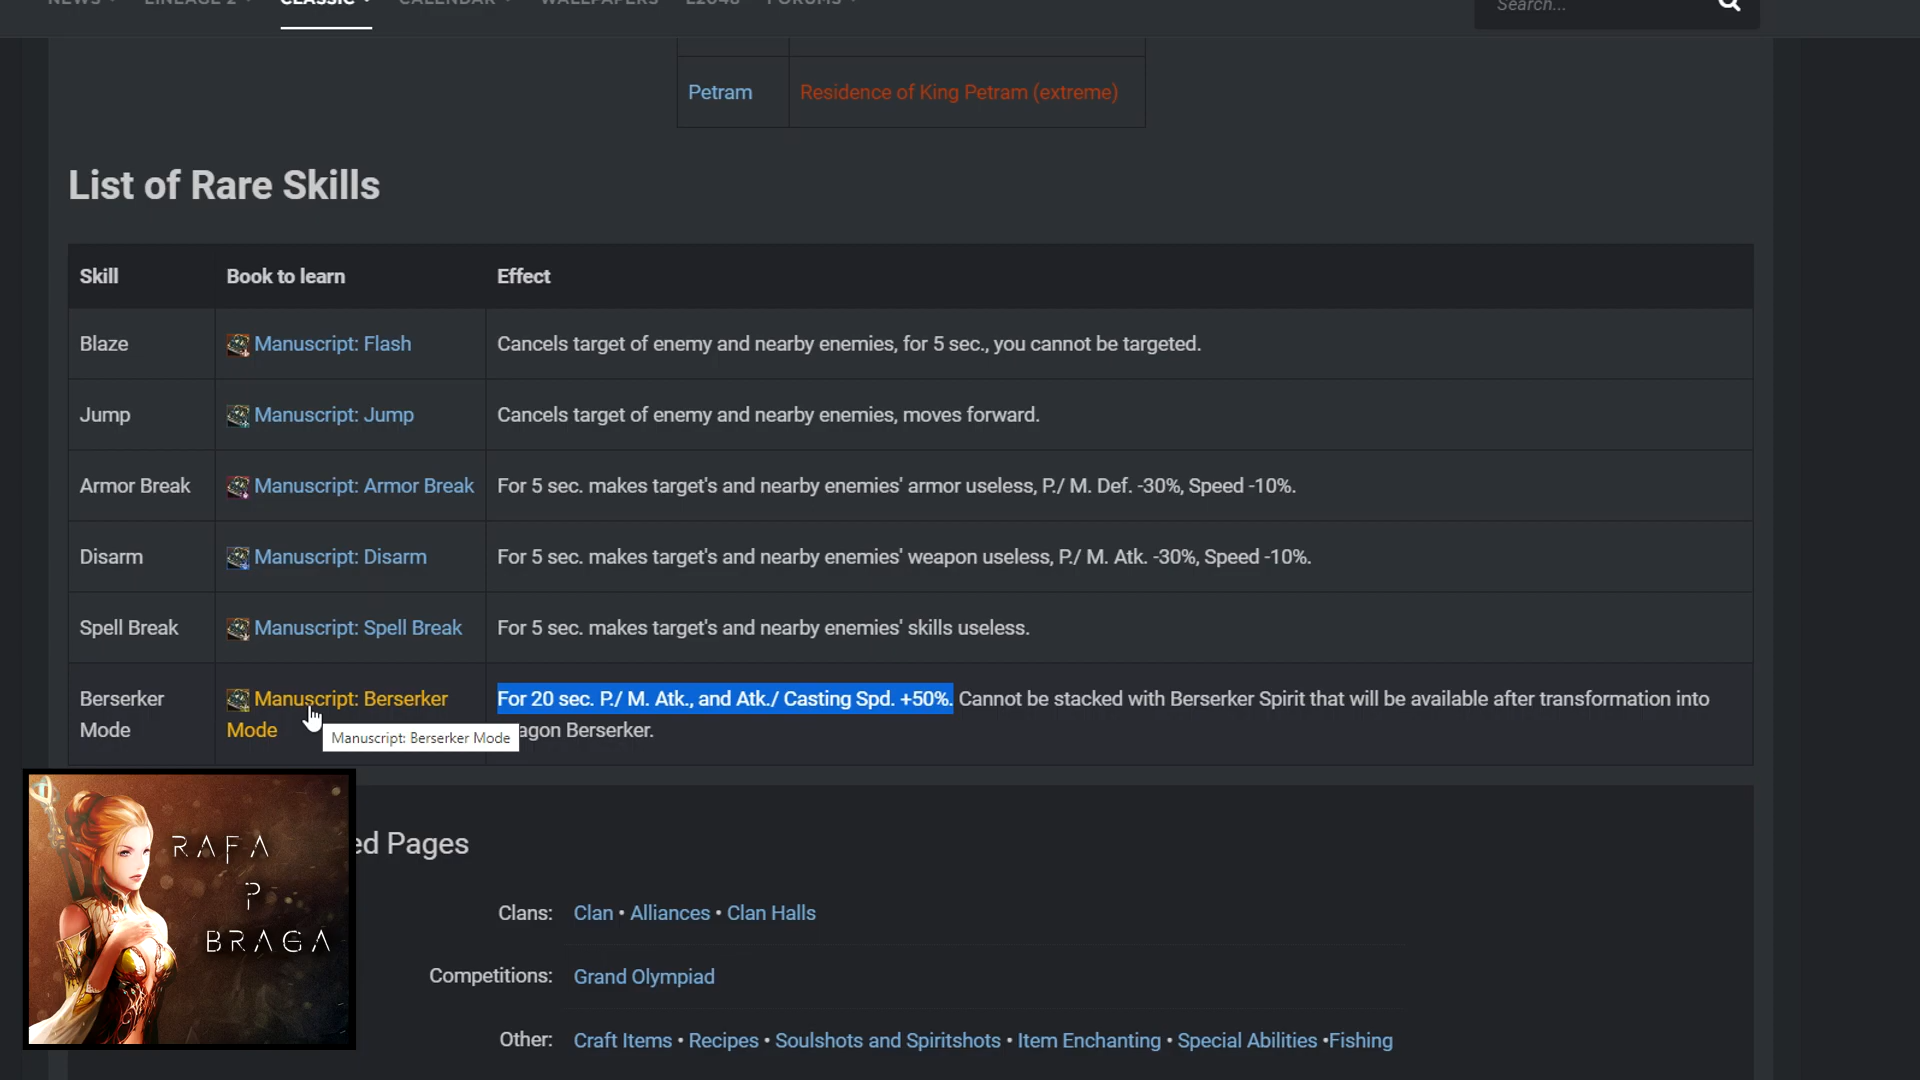 NEWS LINEAGE 2 CLASSIC CALENDAR WALLPAPERS L2048 FORUMS Search...
Petram Residence of King Petram (extreme)
List of Rare Skills
Skill Book to learn Effect
Blaze Manuscript: Flash Cancels target of enemy and nearby enemies, for 5 sec., you cannot be targeted.
Jump Manuscript: Jump Cancels target of enemy and nearby enemies, moves forward.
Armor Break Manuscript: Armor Break For 5 sec. makes target's and nearby enemies' armor useless, P./ M. Def. -30%, Speed -10%.
Disarm Manuscript: Disarm For 5 sec. makes target's and nearby enemies' weapon useless, P./ M. Atk. -30%, Speed -10%.
Spell Break Manuscript: Spell Break For 5 sec. makes target's and nearby enemies' skills useless.
Berserker Manuscript: Berserker For 20 sec. P./ M. Atk., and Atk./ Casting Spd. +50%. Cannot be stacked with Berserker Spirit that will be available after transformation into
Mode Mode agon Berserker.
Manuscript: Berserker Mode
RAFA
P
BRAGA
ed Pages
Clans: Clan • Alliances • Clan Halls
Competitions: Grand Olympiad
Other: Craft Items • Recipes • Soulshots and Spiritshots • Item Enchanting • Special Abilities •Fishing